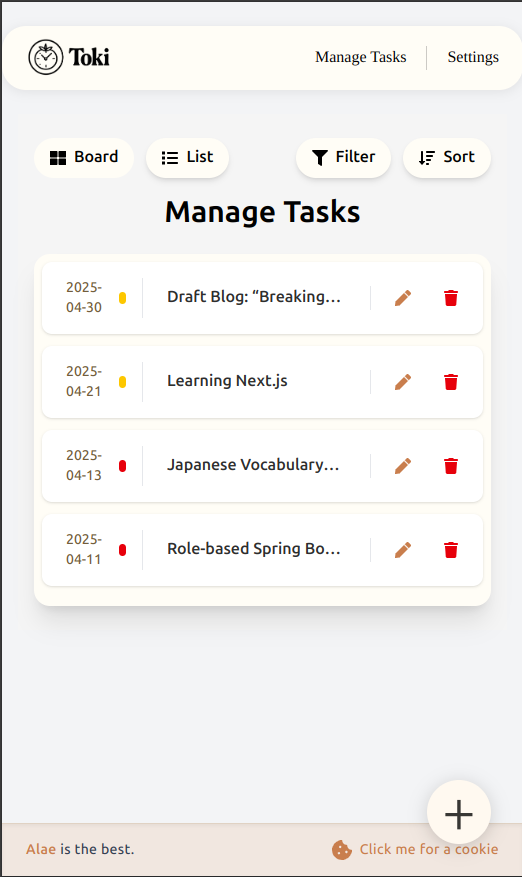 Toki
Manage Tasks
Settings
Board
List
Filter
Sort
Manage Tasks
2025-
04-30
Draft Blog: “Breaking...
2025-
04-21
Learning Next.js
2025-
04-13
Japanese Vocabulary...
2025-
04-11
Role-based Spring Bo...
Alae is the best.
Click me for a cookie